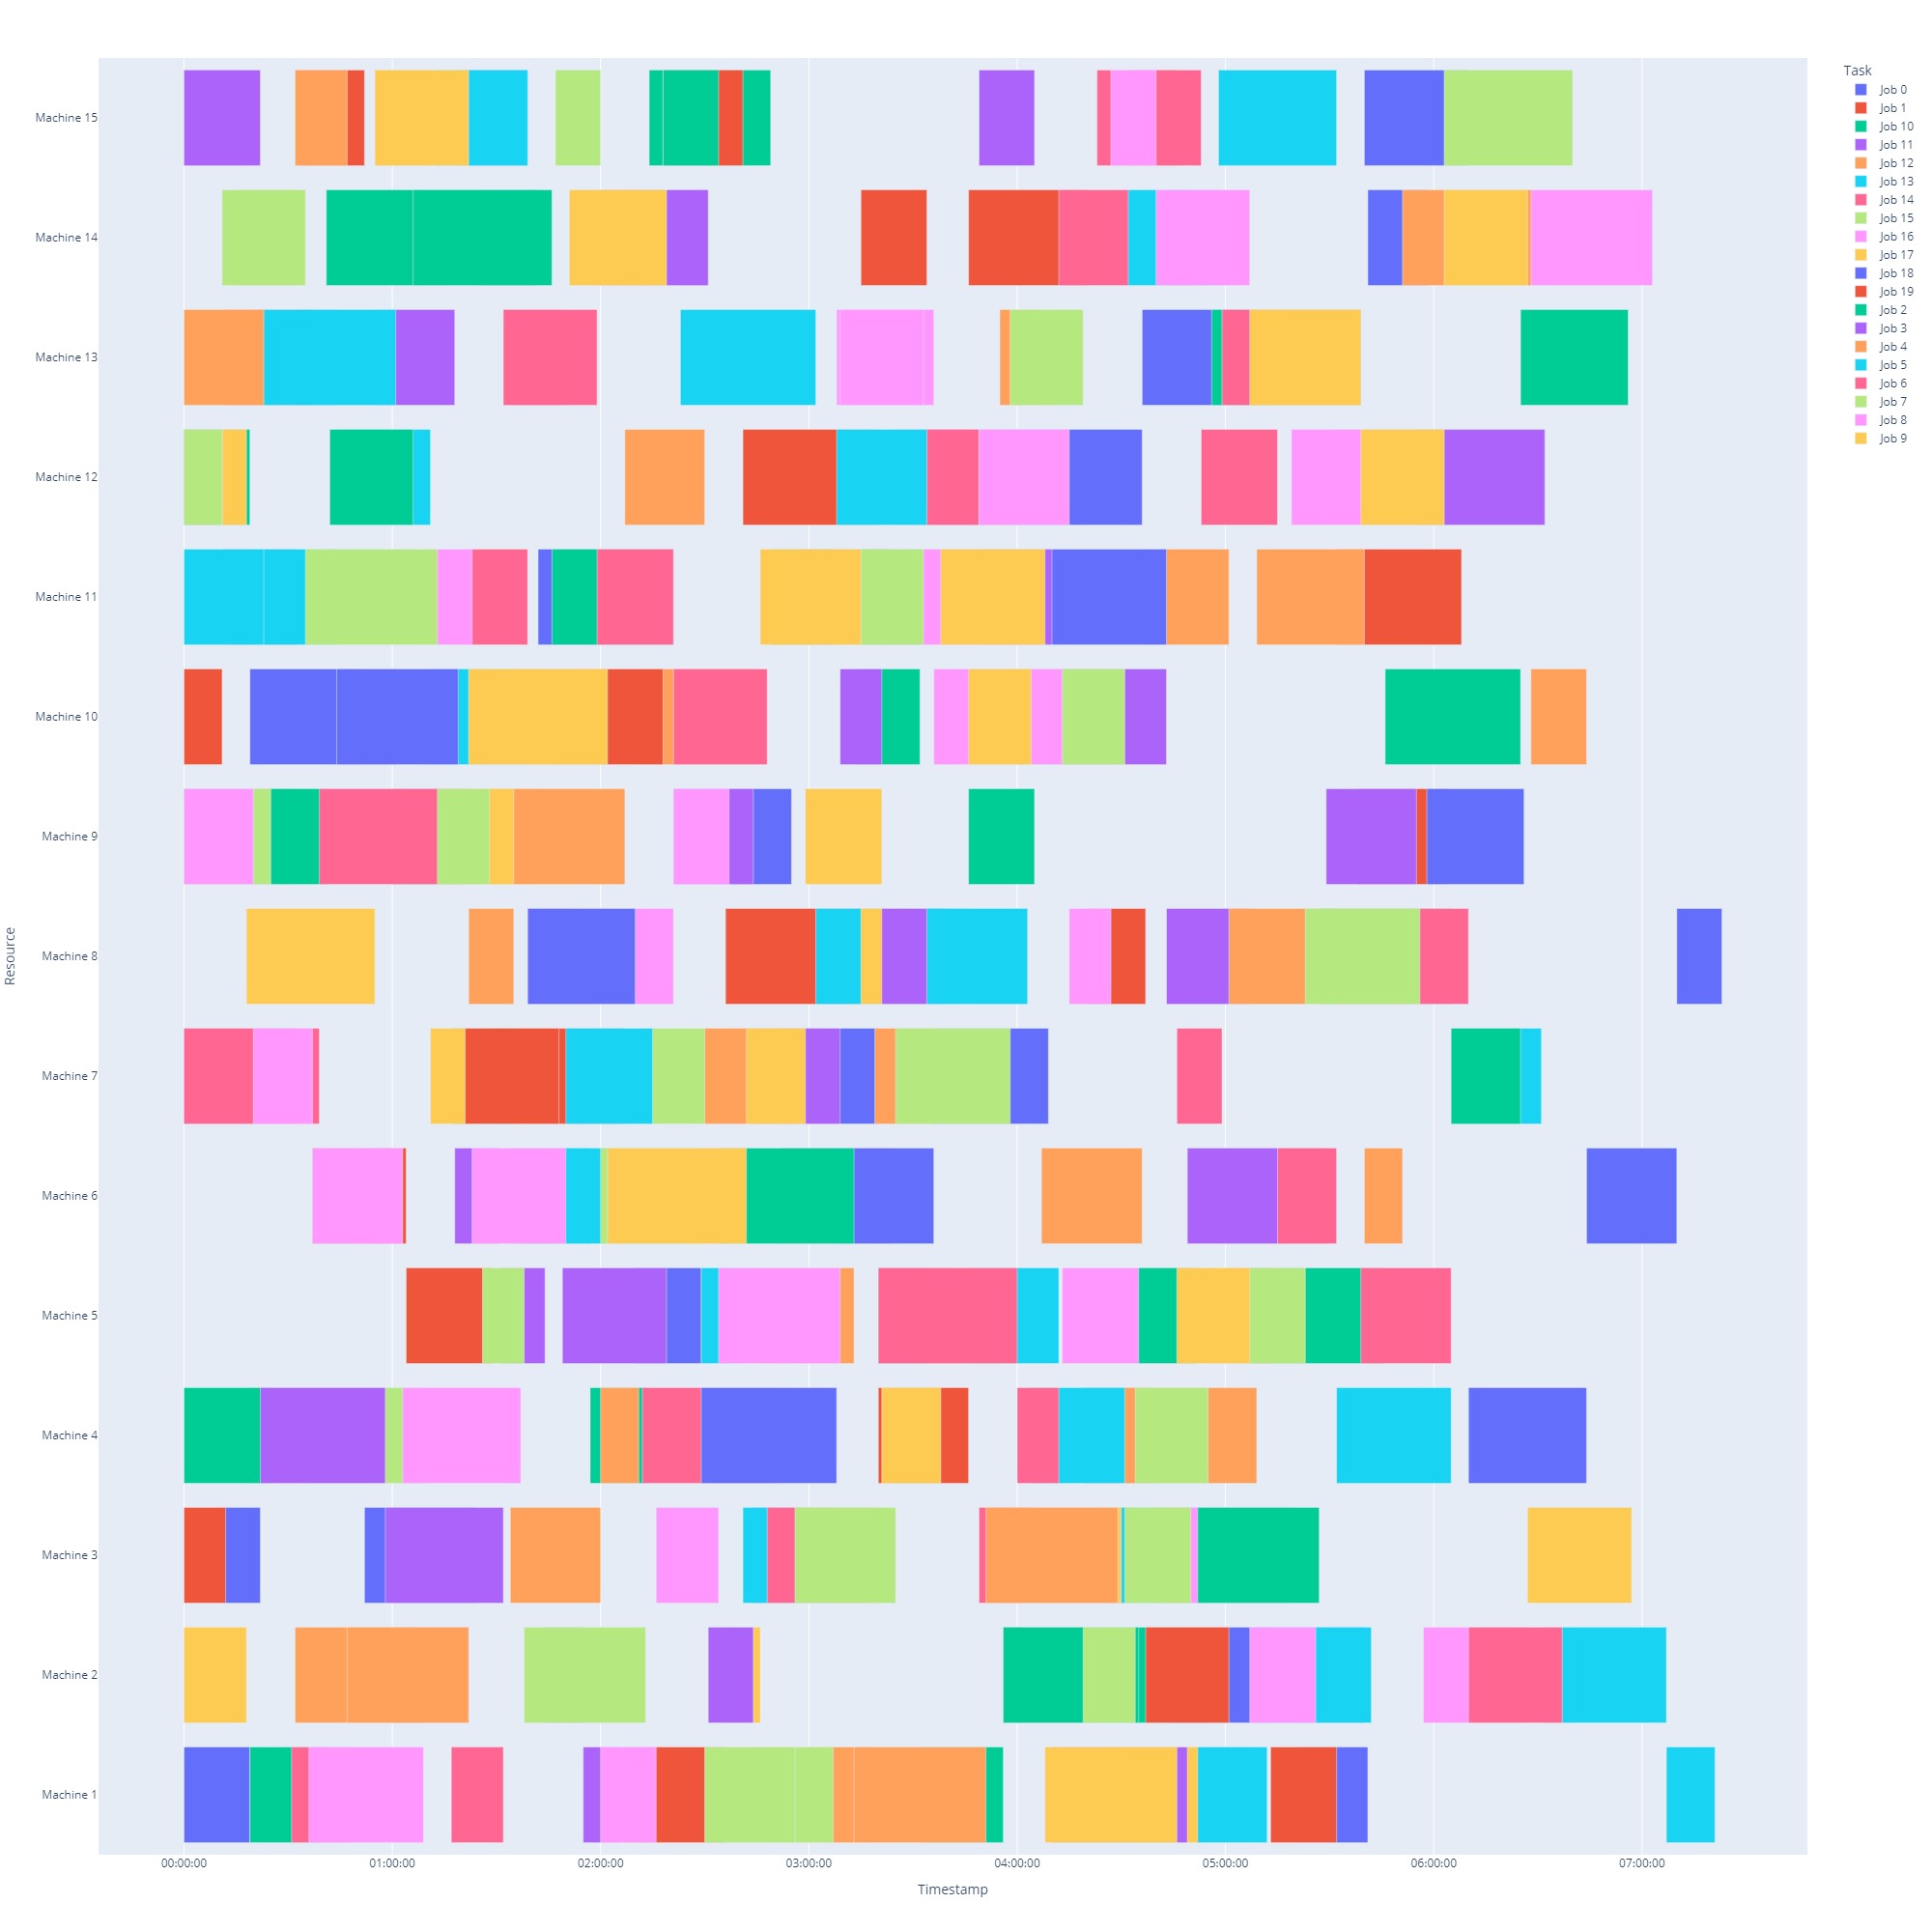 Task
Job 0
Job 1
Job 10
Job 11
Job 12
Job 13
Job 14
Job 15
Job 16
Job 17
Job 18
Job 19
Job 2
Job 3
Job 4
Job 5
Job 6
Job 7
Job 8
Job 9
Machine 15
Machine 14
Machine 13
Machine 12
Machine 11
Machine 10
Machine 9
Machine 8
Machine 7
Machine 6
Machine 5
Machine 4
Machine 3
Machine 2
Machine 1
Resource
00:00:00 01:00:00 02:00:00 03:00:00 04:00:00 05:00:00 06:00:00 07:00:00
Timestamp